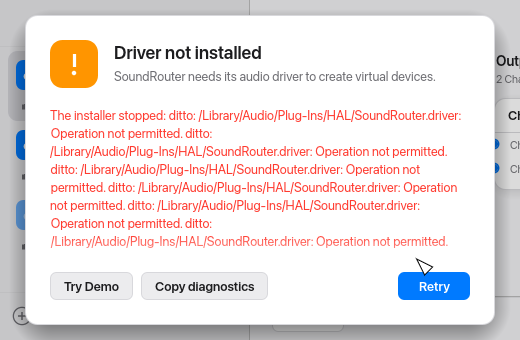 Driver not installed
SoundRouter needs its audio driver to create virtual devices.
The installer stopped: ditto: /Library/Audio/Plug-Ins/HAL/SoundRouter.driver:
Operation not permitted. ditto:
/Library/Audio/Plug-Ins/HAL/SoundRouter.driver: Operation not permitted.
ditto: /Library/Audio/Plug-Ins/HAL/SoundRouter.driver: Operation not
permitted. ditto: /Library/Audio/Plug-Ins/HAL/SoundRouter.driver: Operation
not permitted. ditto: /Library/Audio/Plug-Ins/HAL/SoundRouter.driver:
Operation not permitted. ditto:
/Library/Audio/Plug-Ins/HAL/SoundRouter.driver: Operation not permitted.
Try Demo
Copy diagnostics
Retry